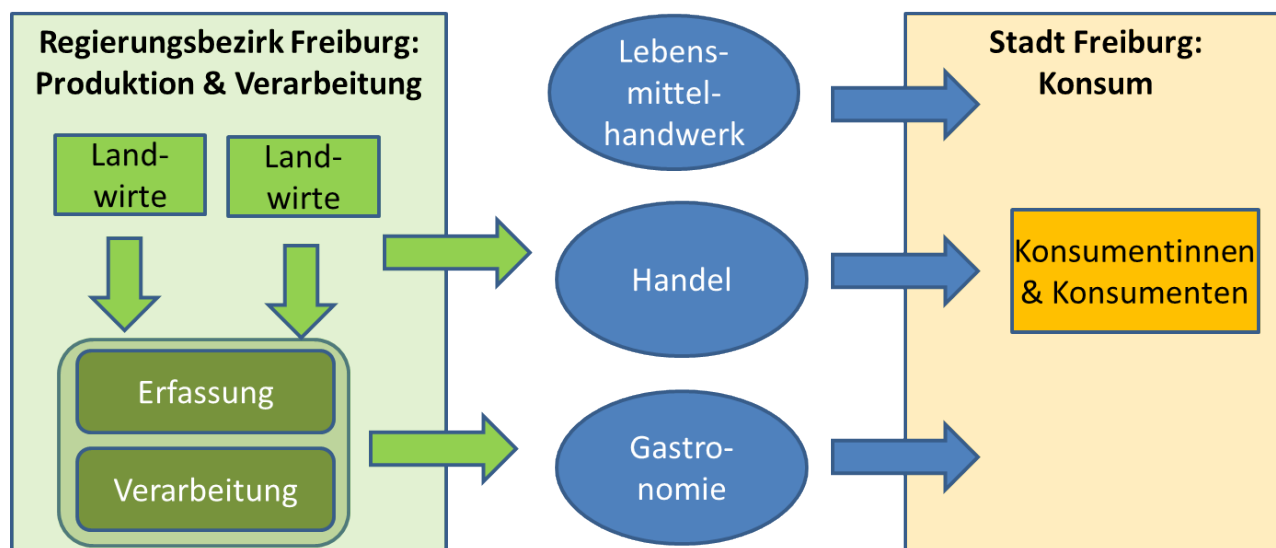 Regierungsbezirk Freiburg:
Produktion & Verarbeitung
Land-
wirte
Land-
wirte
Erfassung
Verarbeitung
Lebens-
mittel-
handwerk
Handel
Gastro-
nomie
Stadt Freiburg:
Konsum
Konsumentinnen
& Konsumenten